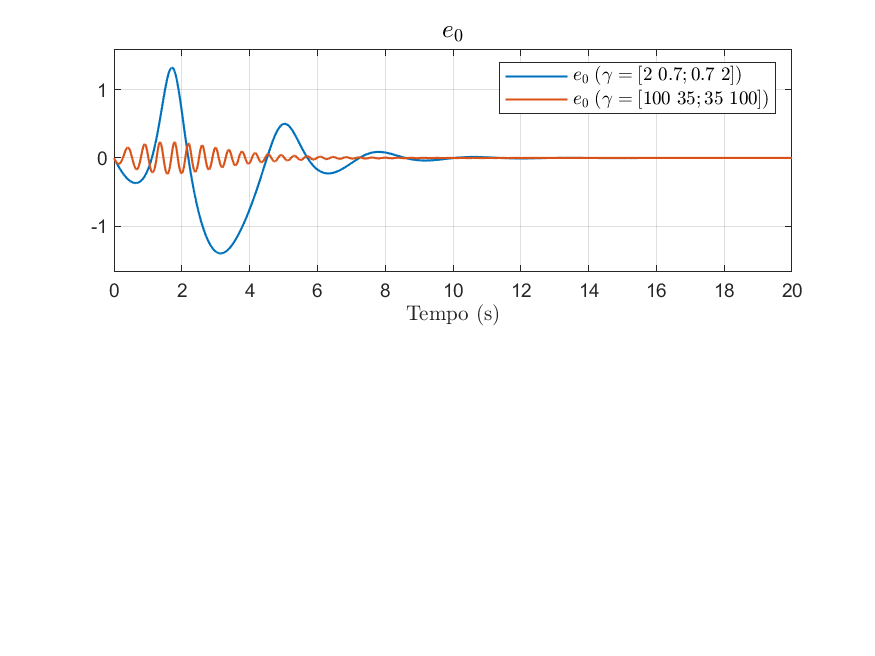 e₀
e₀ (γ = [2 0.7; 0.7 2])
e₀ (γ = [100 35; 35 100])
1
0
-1
0 2 4 6 8 10 12 14 16 18 20
Tempo (s)